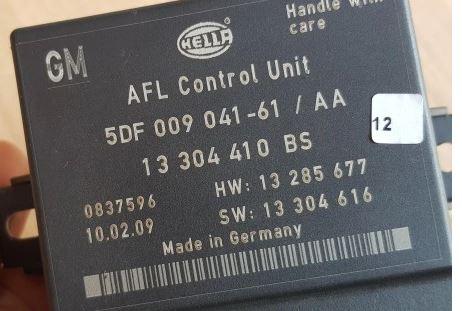 Handle with
care
HELLA
GM
AFL Control Unit
5DF 009 041-61 / AA
12
13 304 410 BS
HW: 13 285 677
0837596
SW: 13 304 616
10.02.09
Made in Germany